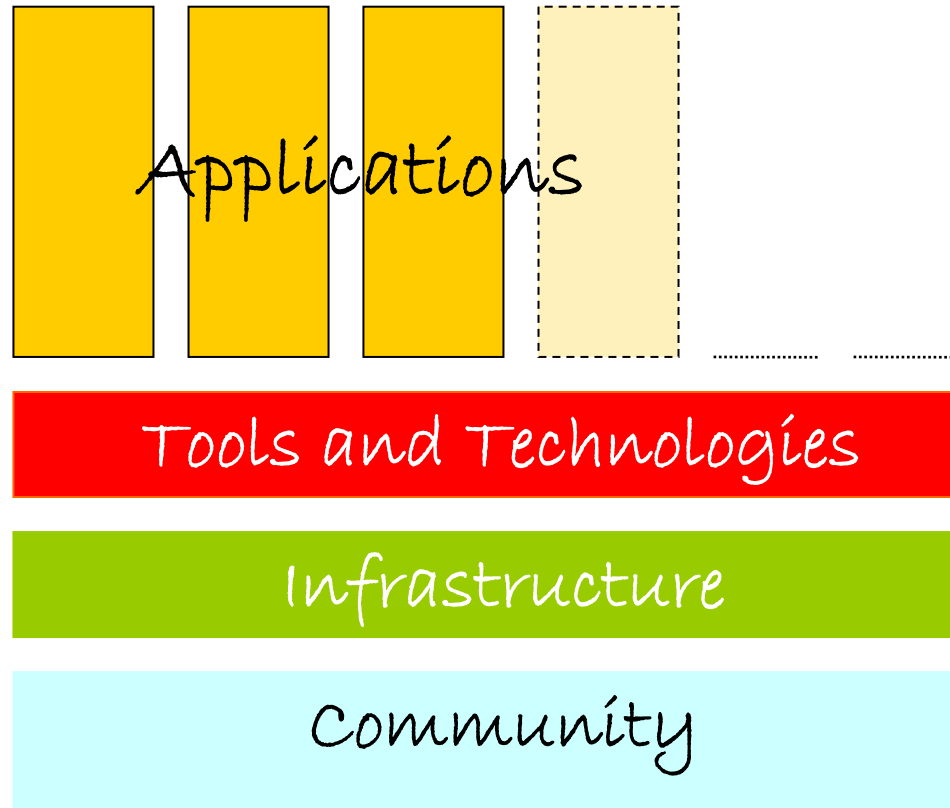 Applications
Tools and Technologies
Infrastructure
Community